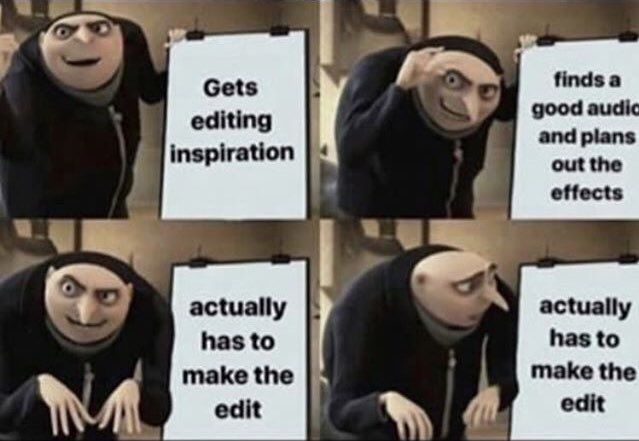 Gets
editing
inspiration
finds a
good audio
and plans
out the
effects
actually
has to
make the
edit
actually
has to
make the
edit